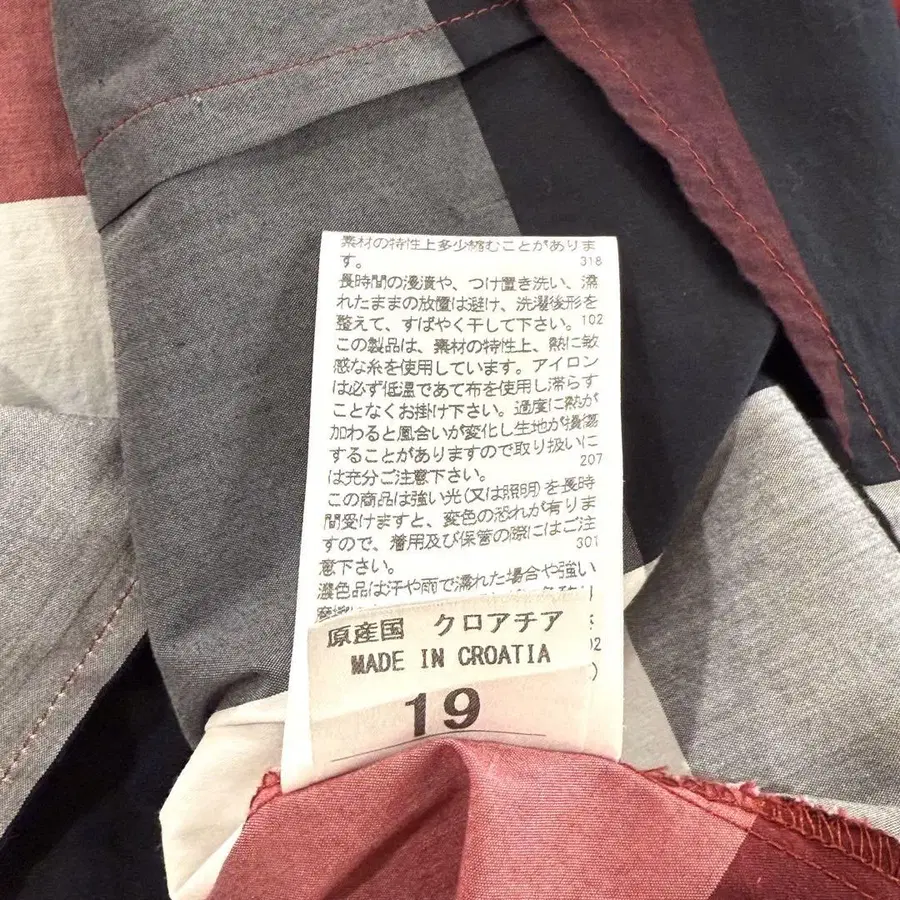 素材の特性上多少縮むことがありま
す。 318
長時間の浸漬や、つけ置き洗い、濡
れたままの放置は避け、洗濯後形を
整えて、すばやく干して下さい。102
この製品は、素材の特性上、熱に敏
感な糸を使用しています。アイロン
は必ず低温であて布を使用し滞らす
ことなくお掛け下さい。過度に熱が
加わると風合いが変化し生地が損傷
することがありますので取り扱いに
は充分ご注意下さい。 207
この商品は強い光(又は照明)を長時
間受けますと、変色の恐れが有りま
すので、着用及び保管の際にはご注
意下さい。 301
濃色品は汗や雨で濡れた場合や強い
原産国 クロアチア
MADE IN CROATIA
19